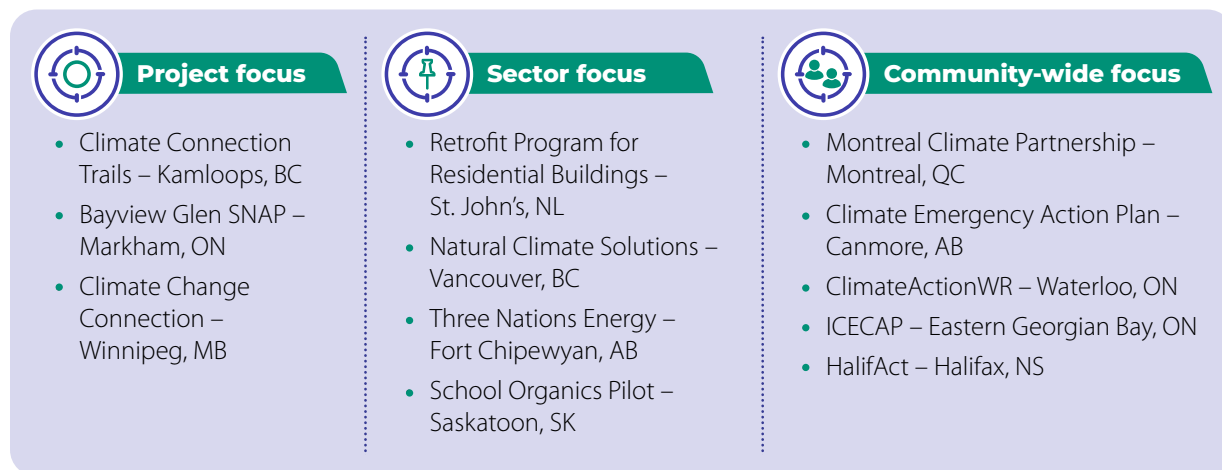 Project focus
• Climate Connection
Trails – Kamloops, BC
• Bayview Glen SNAP –
Markham, ON
• Climate Change
Connection –
Winnipeg, MB
Sector focus
• Retrofit Program for
Residential Buildings –
St. John’s, NL
• Natural Climate Solutions –
Vancouver, BC
• Three Nations Energy –
Fort Chipewyan, AB
• School Organics Pilot –
Saskatoon, SK
Community-wide focus
• Montreal Climate Partnership –
Montreal, QC
• Climate Emergency Action Plan –
Canmore, AB
• ClimateActionWR – Waterloo, ON
• ICECAP – Eastern Georgian Bay, ON
• HalifAct – Halifax, NS